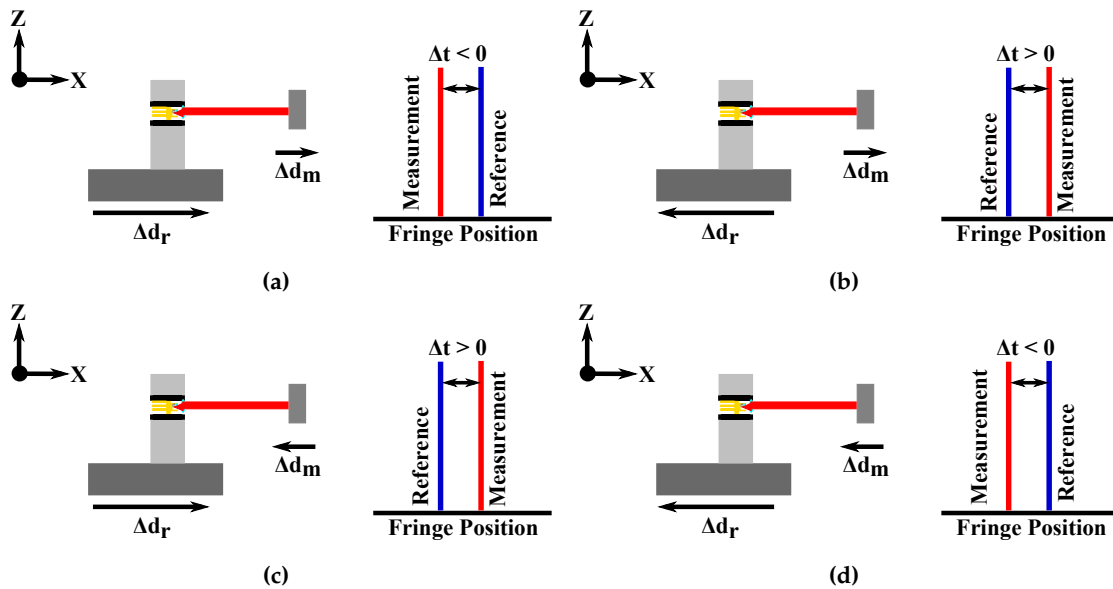 Z
X
Δd_m
Δd_r
Δt < 0
Measurement
Reference
Fringe Position
(a)
Z
X
Δd_m
Δd_r
Δt > 0
Reference
Measurement
Fringe Position
(b)
Z
X
Δd_m
Δd_r
Δt > 0
Reference
Measurement
Fringe Position
(c)
Z
X
Δd_m
Δd_r
Δt < 0
Measurement
Reference
Fringe Position
(d)